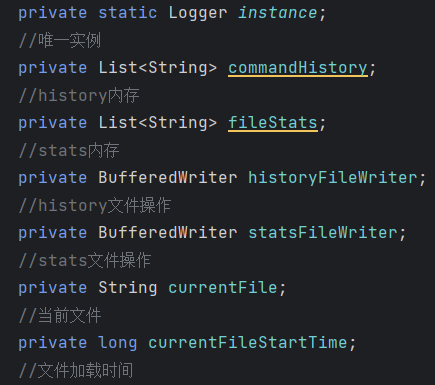 private static Logger instance;
//唯一实例
private List<String> commandHistory;
//history内存
private List<String> fileStats;
//stats内存
private BufferedWriter historyFileWriter;
//history文件操作
private BufferedWriter statsFileWriter;
//stats文件操作
private String currentFile;
//当前文件
private long currentFileStartTime;
//文件加载时间